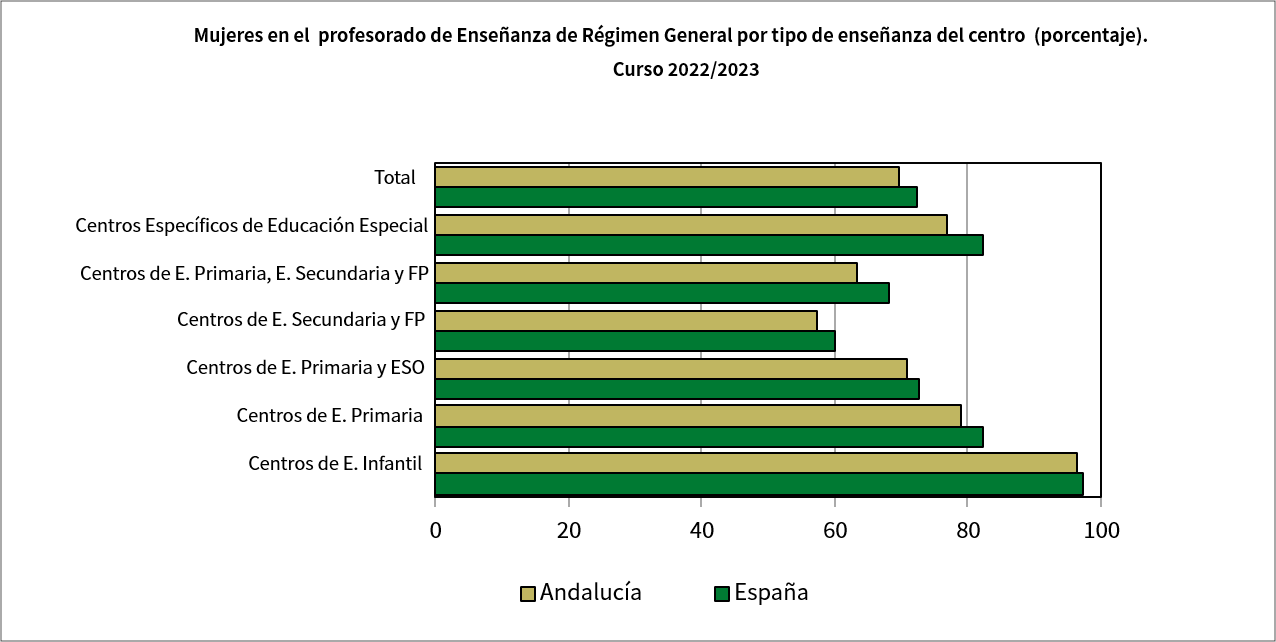 Mujeres en el  profesorado de Enseñanza de Régimen General por tipo de enseñanza del centro  (porcentaje).
Curso 2022/2023
Total
Centros Específicos de Educación Especial
Centros de E. Primaria, E. Secundaria y FP
Centros de E. Secundaria y FP
Centros de E. Primaria y ESO
Centros de E. Primaria
Centros de E. Infantil
0 20 40 60 80 100
Andalucía España